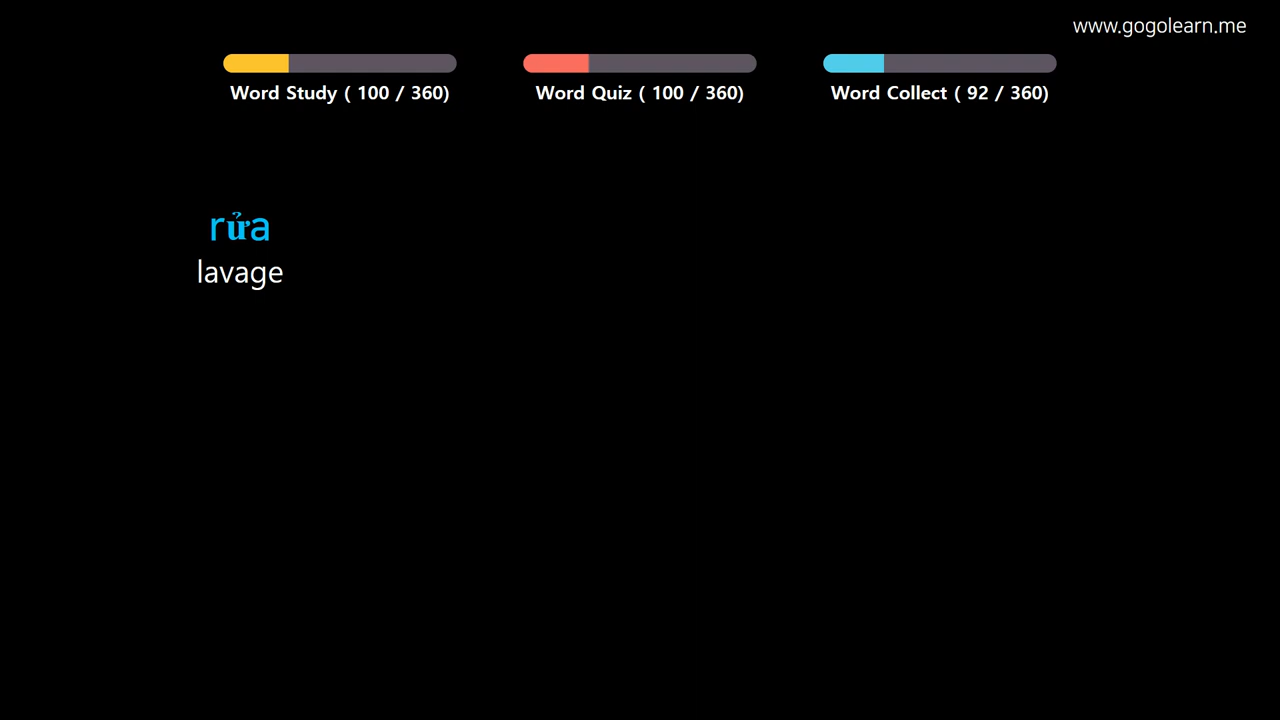 www.gogolearn.me
Word Study ( 100 / 360)
Word Quiz ( 100 / 360)
Word Collect ( 92 / 360)
rửa
lavage